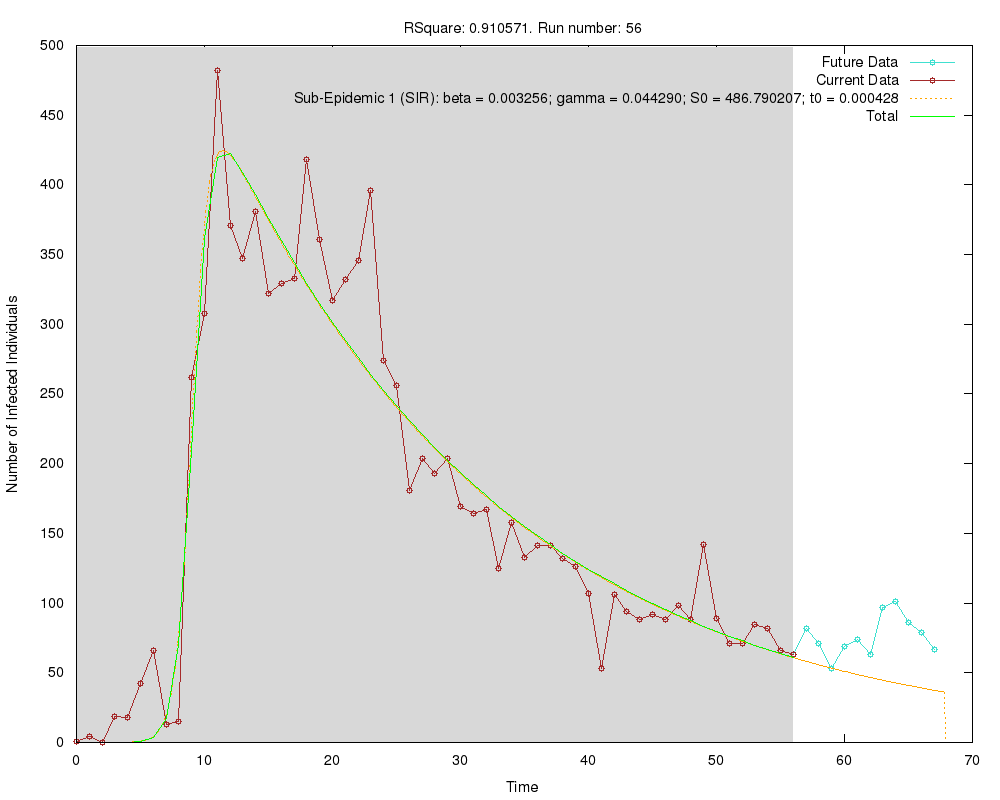 RSquare: 0.910571. Run number: 56
Future Data
Current Data
Sub-Epidemic 1 (SIR): beta = 0.003256; gamma = 0.044290; S0 = 486.790207; t0 = 0.000428
Total
Number of Infected Individuals
500
450
400
350
300
250
200
150
100
50
0
0 10 20 30 40 50 60 70
Time